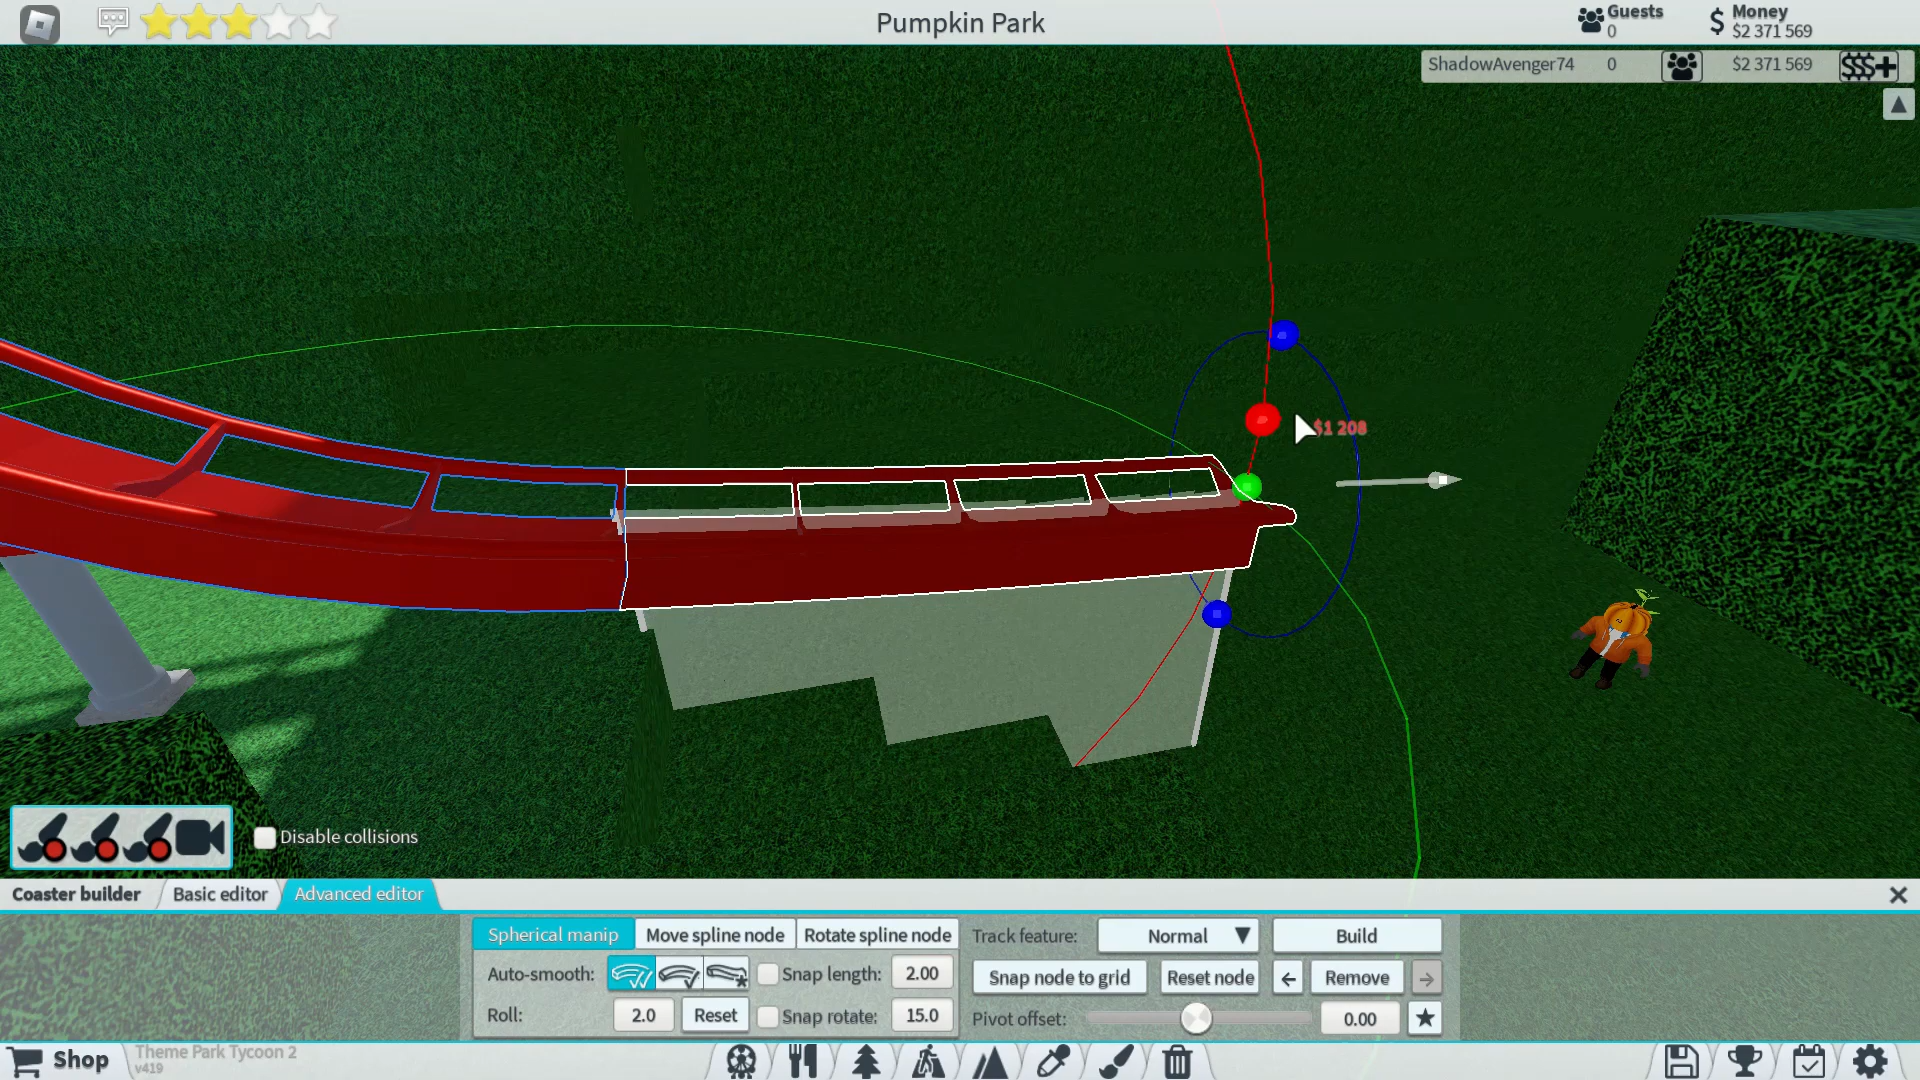 Pumpkin Park
Guests
0
$ Money
$2 371 569
ShadowAvenger74 0 $2 371 569 $$$+
$1 208
Disable collisions
Coaster builder Basic editor Advanced editor
Spherical manip Move spline node Rotate spline node Track feature: Normal Build
Auto-smooth: Snap length: 2.00 Snap node to grid Reset node Remove
Roll: 2.0 Reset Snap rotate: 15.0 Pivot offset: 0.00
Shop
Theme Park Tycoon 2
v419